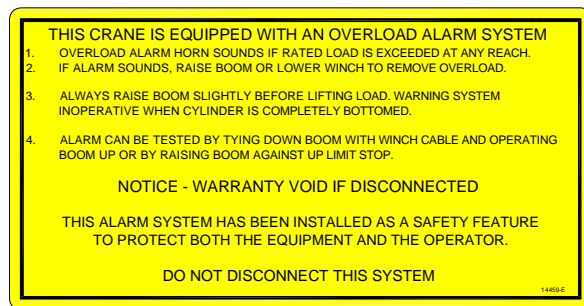 THIS CRANE IS EQUIPPED WITH AN OVERLOAD ALARM SYSTEM
1. OVERLOAD ALARM HORN SOUNDS IF RATED LOAD IS EXCEEDED AT ANY REACH.
2. IF ALARM SOUNDS, RAISE BOOM OR LOWER WINCH TO REMOVE OVERLOAD.
3. ALWAYS RAISE BOOM SLIGHTLY BEFORE LIFTING LOAD. WARNING SYSTEM
INOPERATIVE WHEN CYLINDER IS COMPLETELY BOTTOMED.
4. ALARM CAN BE TESTED BY TYING DOWN BOOM WITH WINCH CABLE AND OPERATING
BOOM UP OR BY RAISING BOOM AGAINST UP LIMIT STOP.
NOTICE - WARRANTY VOID IF DISCONNECTED
THIS ALARM SYSTEM HAS BEEN INSTALLED AS A SAFETY FEATURE
TO PROTECT BOTH THE EQUIPMENT AND THE OPERATOR.
DO NOT DISCONNECT THIS SYSTEM
14459-E